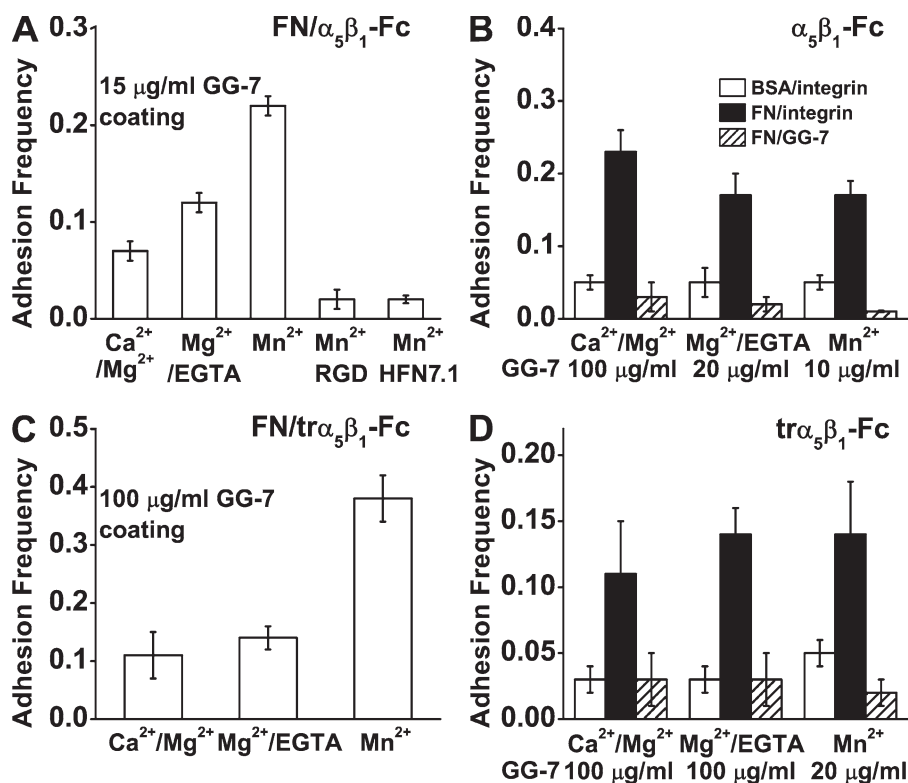 A
FN/α5β1-Fc
15 μg/ml GG-7
coating
Adhesion Frequency
0.3
0.2
0.1
0.0
Ca2+ Mg2+ Mn2+ Mn2+ Mn2+
/Mg2+ /EGTA RGD HFN7.1
B
α5β1-Fc
BSA/integrin
FN/integrin
FN/GG-7
Adhesion Frequency
0.4
0.3
0.2
0.1
0.0
Ca2+/Mg2+ Mg2+/EGTA Mn2+
GG-7 100 μg/ml 20 μg/ml 10 μg/ml
C
FN/trα5β1-Fc
100 μg/ml GG-7
coating
Adhesion Frequency
0.5
0.4
0.3
0.2
0.1
0.0
Ca2+/Mg2+ Mg2+/EGTA Mn2+
D
trα5β1-Fc
Adhesion Frequency
0.20
0.15
0.10
0.05
0.00
Ca2+/Mg2+ Mg2+/EGTA Mn2+
GG-7 100 μg/ml 100 μg/ml 20 μg/ml